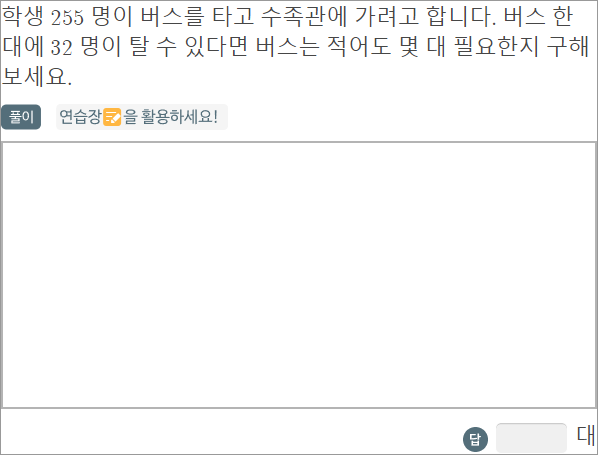 학생 255 명이 버스를 타고 수족관에 가려고 합니다. 버스 한
대에 32 명이 탈 수 있다면 버스는 적어도 몇 대 필요한지 구해
보세요.
풀이 연습장을 활용하세요!
답 대